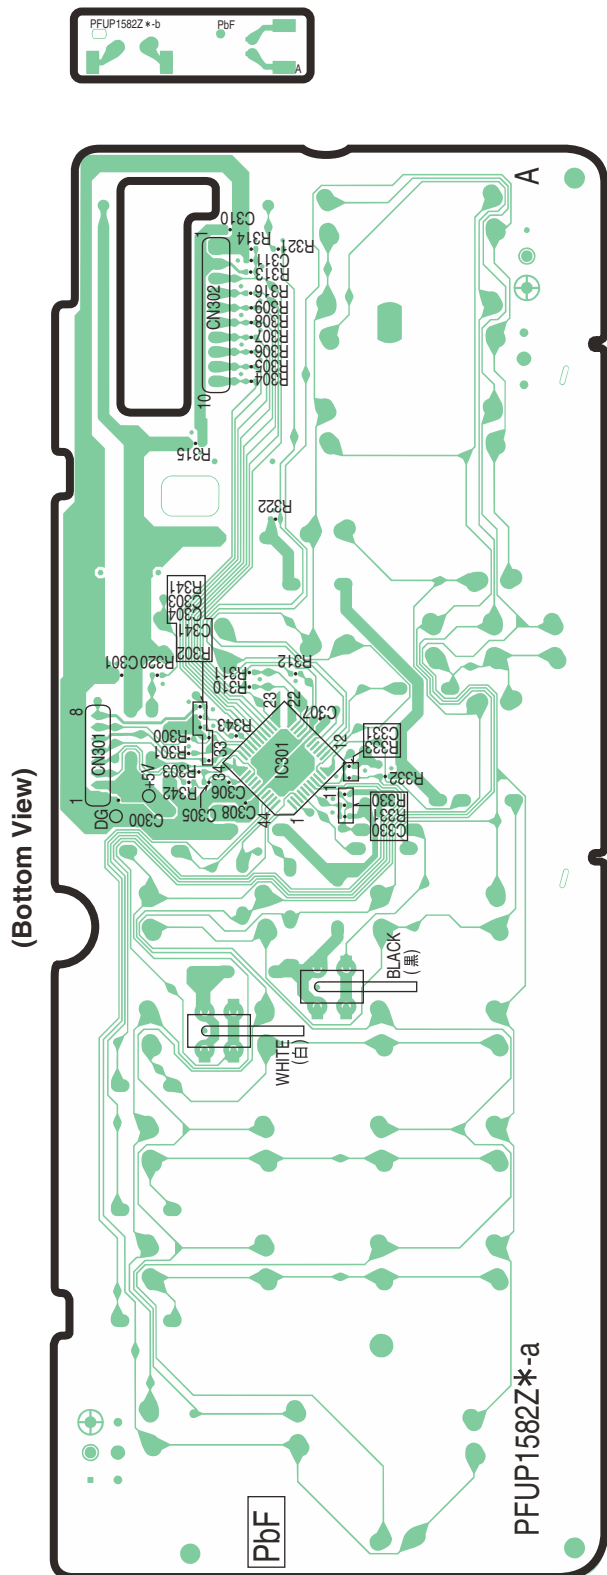 PFUP1582Z*-b
PbF
A
A
C310
1
R314
R321
C311
R313
CN302
R316
R309
R308
R307
R306
R305
R304
10
R315
R322
R341
C303
C304
C341
R302
C301
R320
R312
R311
R310
23
22
C307
8
CN301
1
R300
R301
R343
33
34
IC301
12
C331
R333
R332
R303
R342
+5V
DG
C300
C305
C306
C308
44
1
11
R330
R331
C330
(Bottom View)
BLACK
(黒)
WHITE
(白)
PFUP1582Z*-a
PbF